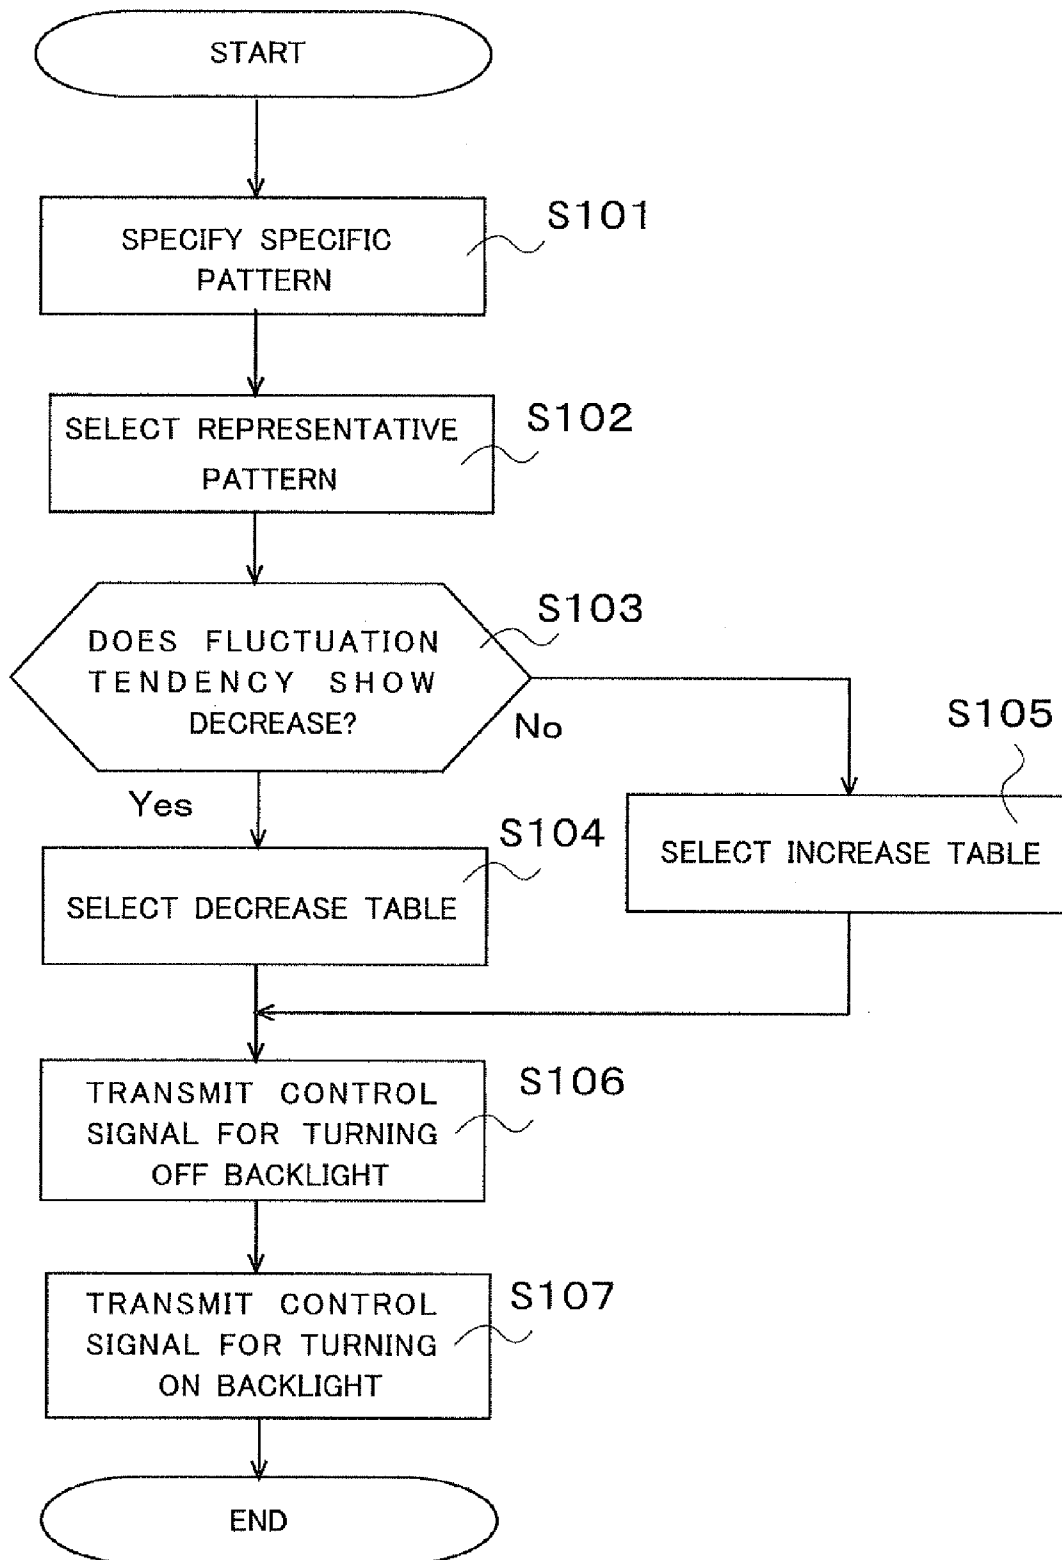 START
S101
SPECIFY SPECIFIC
PATTERN
S102
SELECT REPRESENTATIVE
PATTERN
S103
DOES FLUCTUATION
TENDENCY SHOW
DECREASE?
No
Yes
S104
SELECT DECREASE TABLE
S105
SELECT INCREASE TABLE
S106
TRANSMIT CONTROL
SIGNAL FOR TURNING
OFF BACKLIGHT
S107
TRANSMIT CONTROL
SIGNAL FOR TURNING
ON BACKLIGHT
END